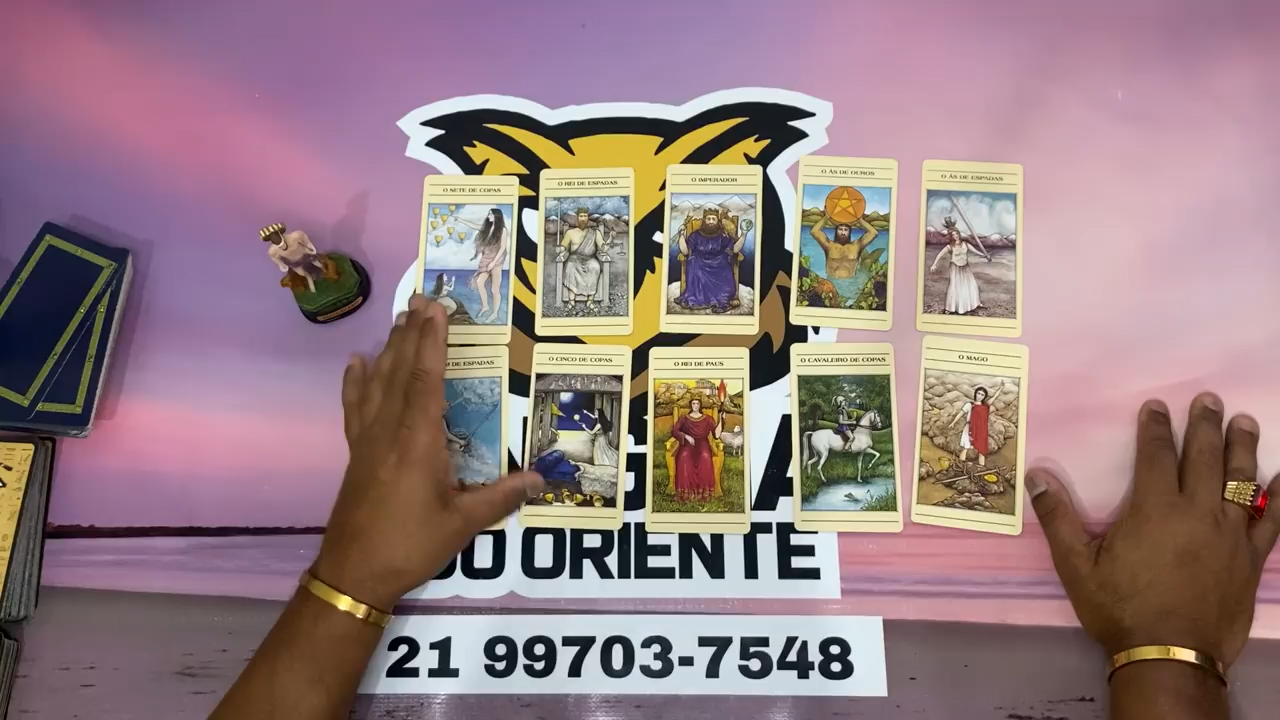 O SETE DE COPAS
O REI DE ESPADAS
O IMPERADOR
O ÁS DE OUROS
O ÁS DE ESPADAS
DE ESPADAS
O CINCO DE COPAS
O REI DE PAUS
O CAVALEIRO DE COPAS
O MAGO
DO ORIENTE
21 99703-7548